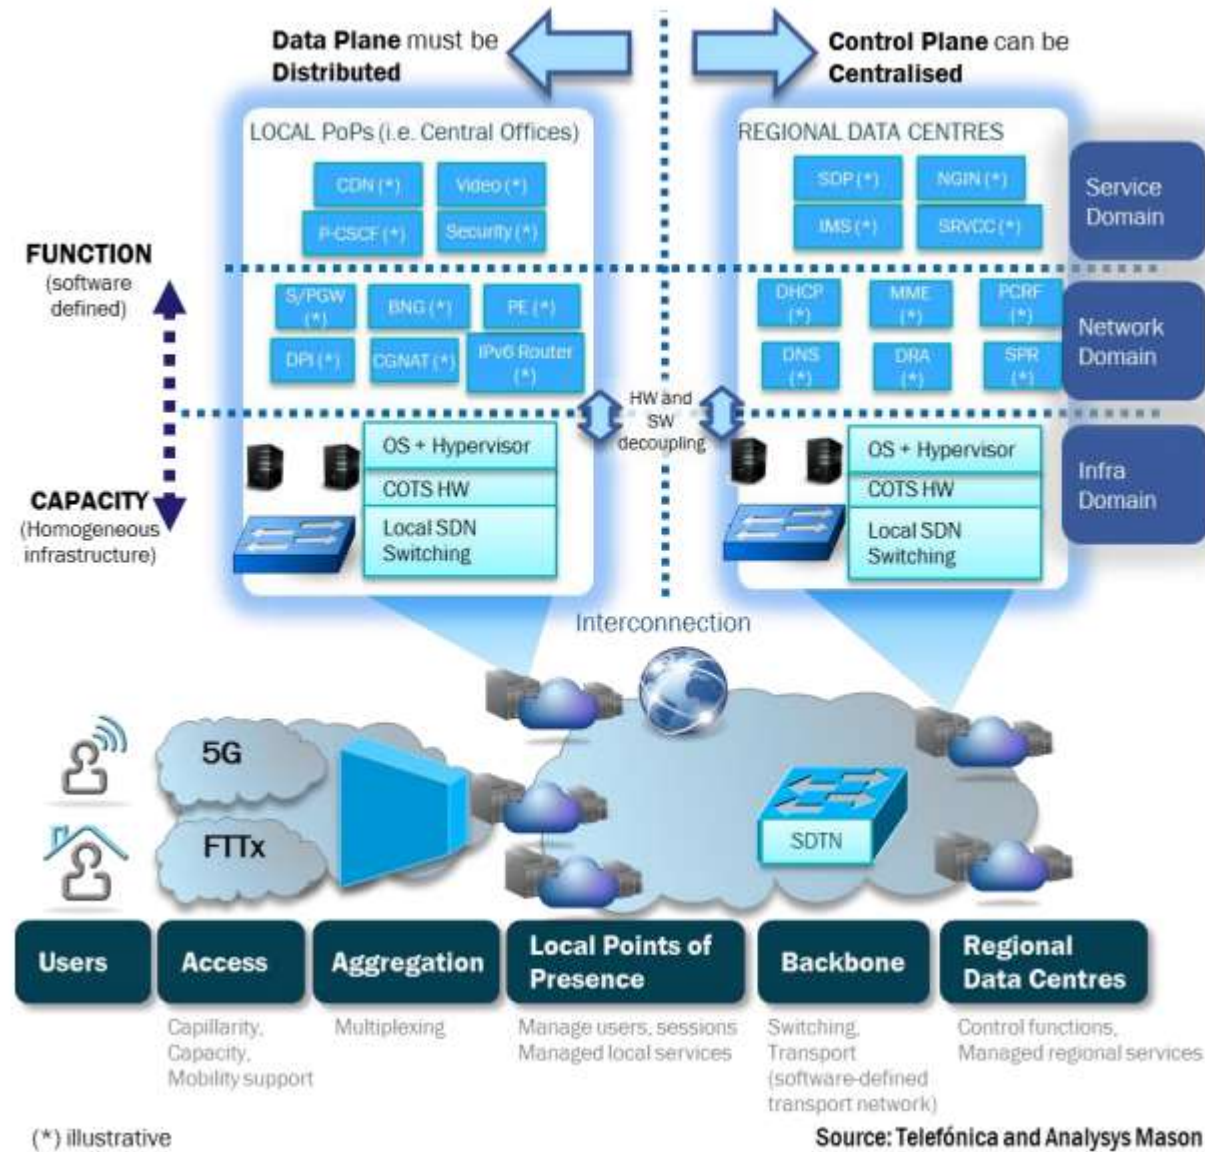 Data Plane must be
Distributed
Control Plane can be
Centralised
LOCAL PoPs (i.e. Central Offices)
REGIONAL DATA CENTRES
CDN (*)
Video (*)
P-CSCF (*)
Security (*)
SDP (*)
NGIN (*)
IMS (*)
SRVCC (*)
Service
Domain
FUNCTION
(software
defined)
S/PGW
(*)
BNG (*)
PE (*)
DPI (*)
CGNAT (*)
IPv6 Router
(*)
DHCP
(*)
MME
(*)
PCRF
(*)
DNS
(*)
DRA
(*)
SPR
(*)
Network
Domain
HW and
SW
decoupling
CAPACITY
(Homogeneous
infrastructure)
OS + Hypervisor
COTS HW
Local SDN
Switching
OS + Hypervisor
COTS HW
Local SDN
Switching
Infra
Domain
Interconnection
5G
FTTx
SDTN
Users
Access
Aggregation
Local Points of
Presence
Backbone
Regional
Data Centres
Capillarity,
Capacity,
Mobility support
Multiplexing
Manage users, sessions
Managed local services
Switching,
Transport
(software-defined
transport network)
Control functions,
Managed regional services
(*) illustrative
Source: Telefónica and Analysys Mason